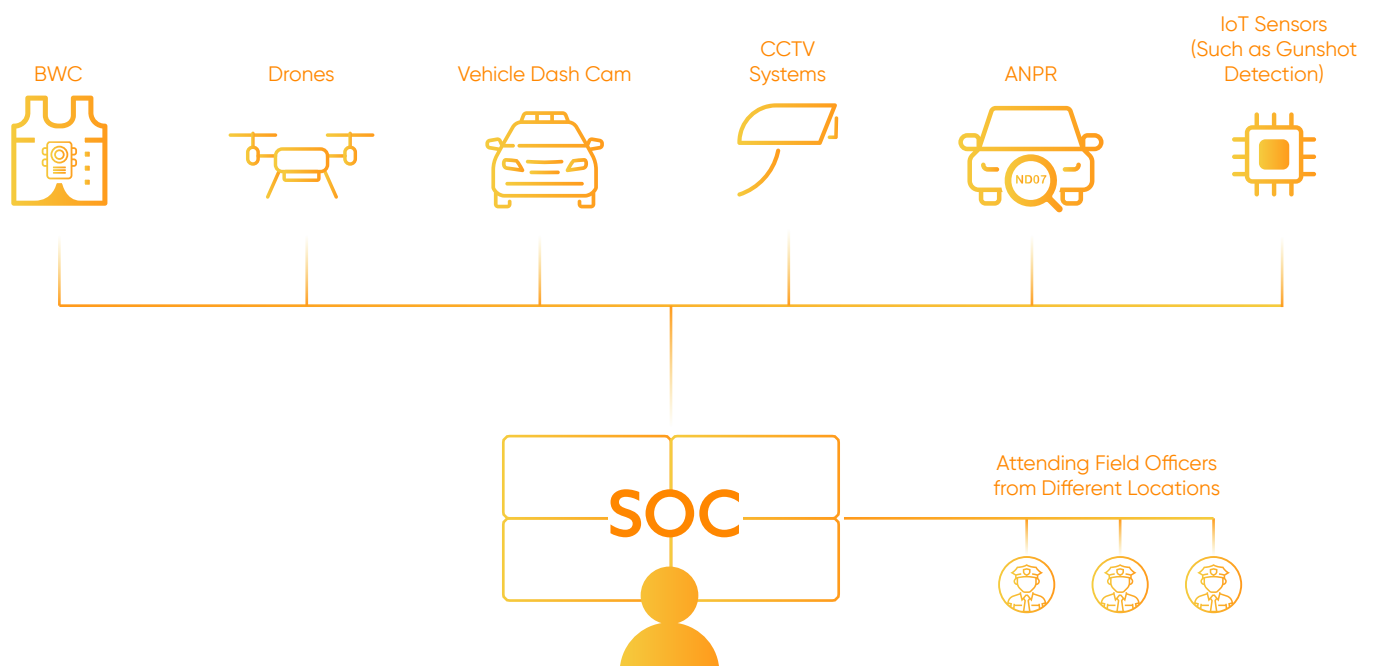 BWC
Drones
Vehicle Dash Cam
CCTV
Systems
ANPR
IoT Sensors
(Such as Gunshot
Detection)
ND07
SOC
Attending Field Officers
from Different Locations